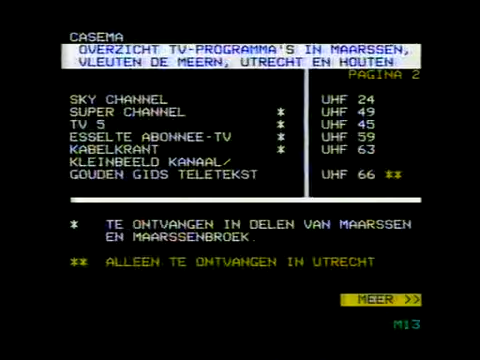 CASEMA
OVERZICHT TV-PROGRAMMA'S IN MAARSSEN,
VLEUTEN DE MEERN, UTRECHT EN HOUTEN
PAGINA 2
SKY CHANNEL UHF 24
SUPER CHANNEL * UHF 49
TV 5 * UHF 45
ESSELTE ABONNEE-TV * UHF 59
KABELKRANT * UHF 63
KLEINBEELD KANAAL/
GOUDEN GIDS TELETEKST UHF 66 **
* TE ONTVANGEN IN DELEN VAN MAARSSEN
EN MAARSSENBROEK.
** ALLEEN TE ONTVANGEN IN UTRECHT
MEER >>
M13